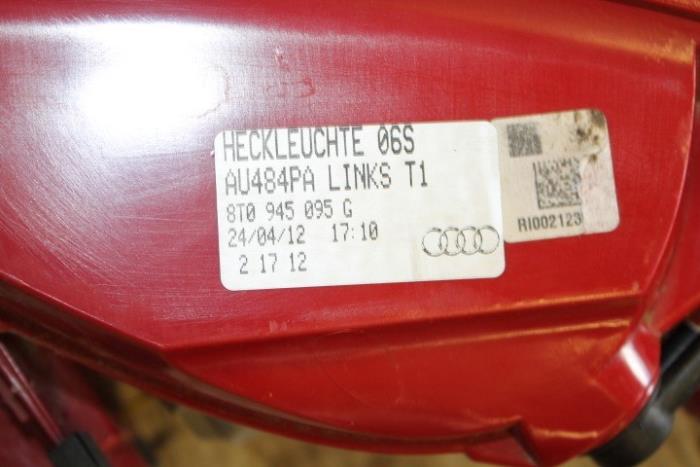 HECKLEUCHTE 06S
AU484PA LINKS T1
8T0 945 095 G
24/04/12 17:10
2 17 12
RI002123